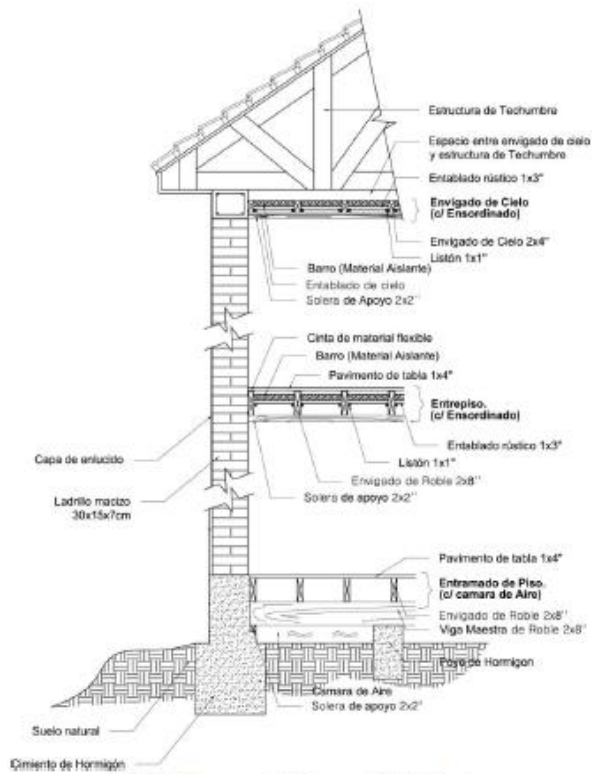 Estructura de Techumbre
Espacio entre envigado de cielo
y estructura de Techumbre
Entablado rústico 1x3"
Envigado de Cielo
(c/ Ensordinado)
Envigado de Cielo 2x4"
Listón 1x1"
Barro (Material Aislante)
Entablado de cielo
Solera de Apoyo 2x2"
Cinta de material flexible
Barro (Material Aislante)
Pavimento de tabla 1x4"
Entrepiso.
(c/ Ensordinado)
Entablado rústico 1x3"
Capa de enlucido
Listón 1x1"
Envigado de Roble 2x8"
Ladrillo macizo
30x15x7cm
Solera de apoyo 2x2"
Pavimento de tabla 1x4"
Entramado de Piso.
(c/ camara de Aire)
Envigado de Roble 2x8"
Viga Maestra de Roble 2x8"
Poyo de Hormigon
Camara de Aire
Solera de apoyo 2x2"
Suelo natural
Cimiento de Hormigón